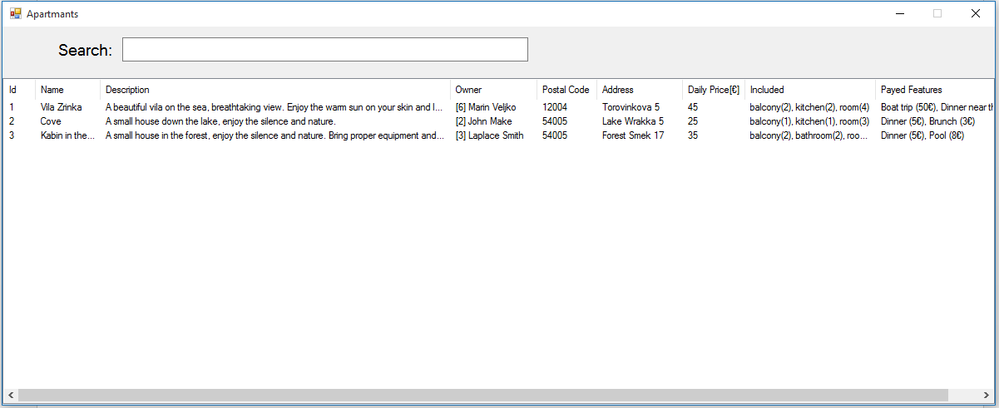 Apartmants
Search:
Id Name Description Owner Postal Code Address Daily Price[€] Included Payed Features
1 Vila Zrinka A beautiful vila on the sea, breathtaking view. Enjoy the warm sun on your skin and l... [6] Marin Veljko 12004 Torovinkova 5 45 balcony(2), kitchen(2), room(4) Boat trip (50€), Dinner near th
2 Cove A small house down the lake, enjoy the silence and nature. [2] John Make 54005 Lake Wrakka 5 25 balcony(1), kitchen(1), room(3) Dinner (5€), Brunch (3€)
3 Kabin in the... A small house in the forest, enjoy the silence and nature. Bring proper equipment and... [3] Laplace Smith 54005 Forest Smek 17 35 balcony(2), bathroom(2), roo... Dinner (5€), Pool (8€)